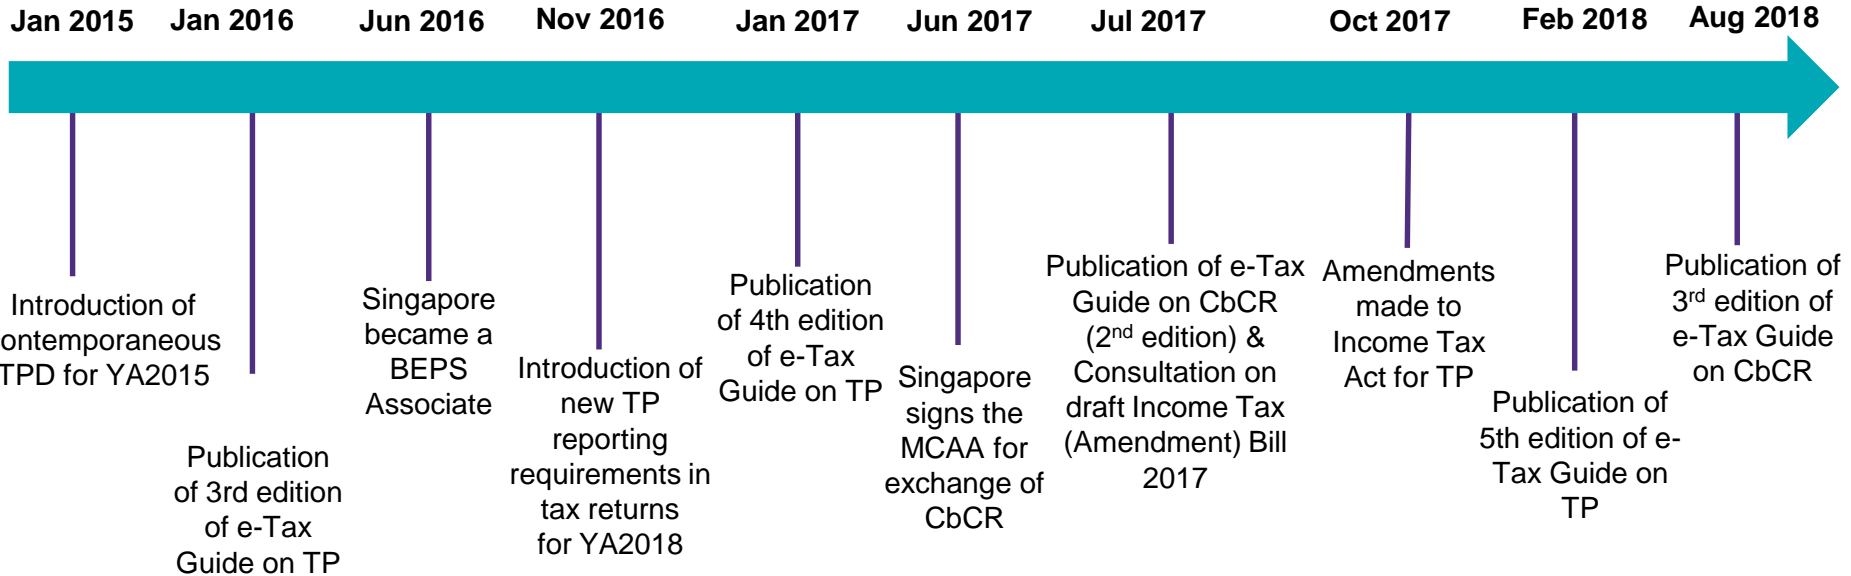 Jan 2015
Jan 2016
Jun 2016
Nov 2016
Jan 2017
Jun 2017
Jul 2017
Oct 2017
Feb 2018
Aug 2018
Introduction of
ontemporaneous
TPD for YA2015
Publication
of 3rd edition
of e-Tax
Guide on TP
Singapore
became a
BEPS
Associate
Introduction of
new TP
reporting
requirements in
tax returns
for YA2018
Publication
of 4th edition
of e-Tax
Guide on TP
Singapore
signs the
MCAA for
exchange of
CbCR
Publication of e-Tax
Guide on CbCR
(2nd edition) &
Consultation on
draft Income Tax
(Amendment) Bill
2017
Amendments
made to
Income Tax
Act for TP
Publication of
5th edition of e-
Tax Guide on
TP
Publication of
3rd edition of
e-Tax Guide
on CbCR